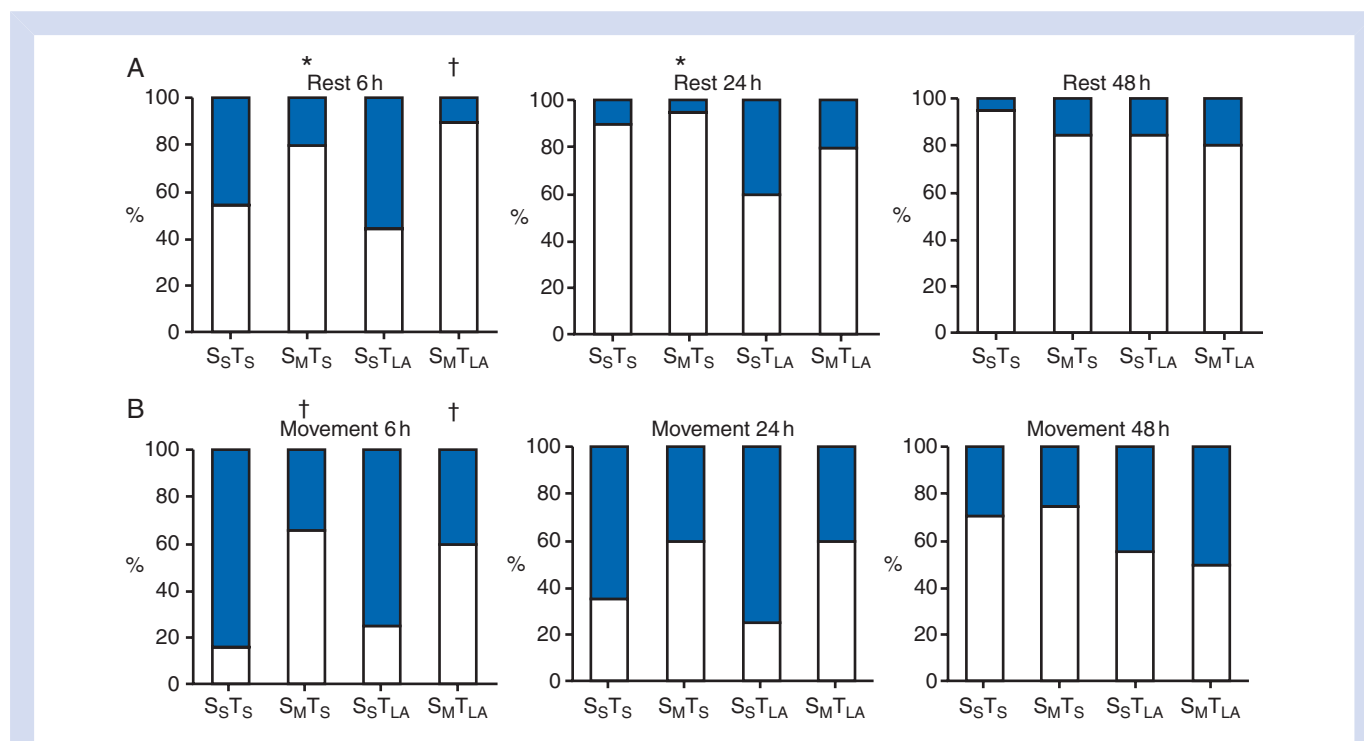 A
* † *
Rest 6 h Rest 24 h Rest 48 h
100 100 100
80 80 80
60 60 60
% % %
40 40 40
20 20 20
0 0 0
SSTS SMTS SSTLA SMTLA SSTS SMTS SSTLA SMTLA SSTS SMTS SSTLA SMTLA
B † †
Movement 6 h Movement 24 h Movement 48 h
100 100 100
80 80 80
60 60 60
% % %
40 40 40
20 20 20
0 0 0
SSTS SMTS SSTLA SMTLA SSTS SMTS SSTLA SMTLA SSTS SMTS SSTLA SMTLA